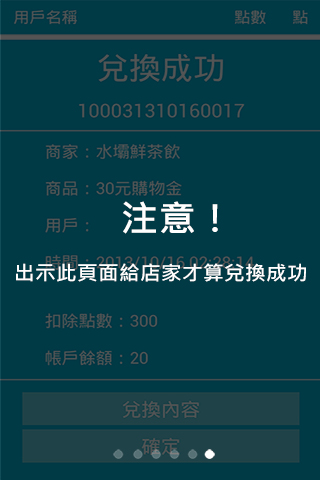 用戶名稱 點數 點
兌換成功
100031310160017
商家：水壩鮮茶飲
商品：30元購物金
注意！
用戶：
時間：2013/10/16 02:38:14
出示此頁面給店家才算兌換成功
扣除點數：300
帳戶餘額：20
兌換內容
確定